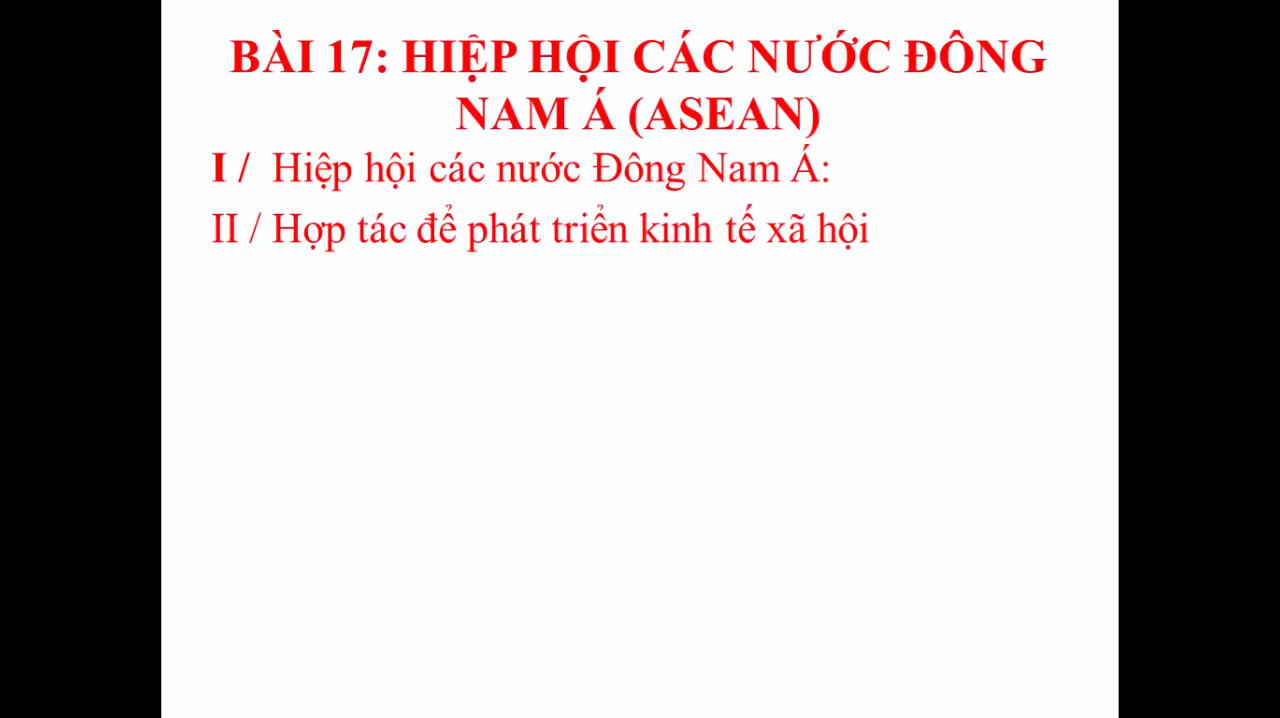 BÀI 17: HIỆP HỘI CÁC NƯỚC ĐÔNG
NAM Á (ASEAN)
I / Hiệp hội các nước Đông Nam Á:
II / Hợp tác để phát triển kinh tế xã hội